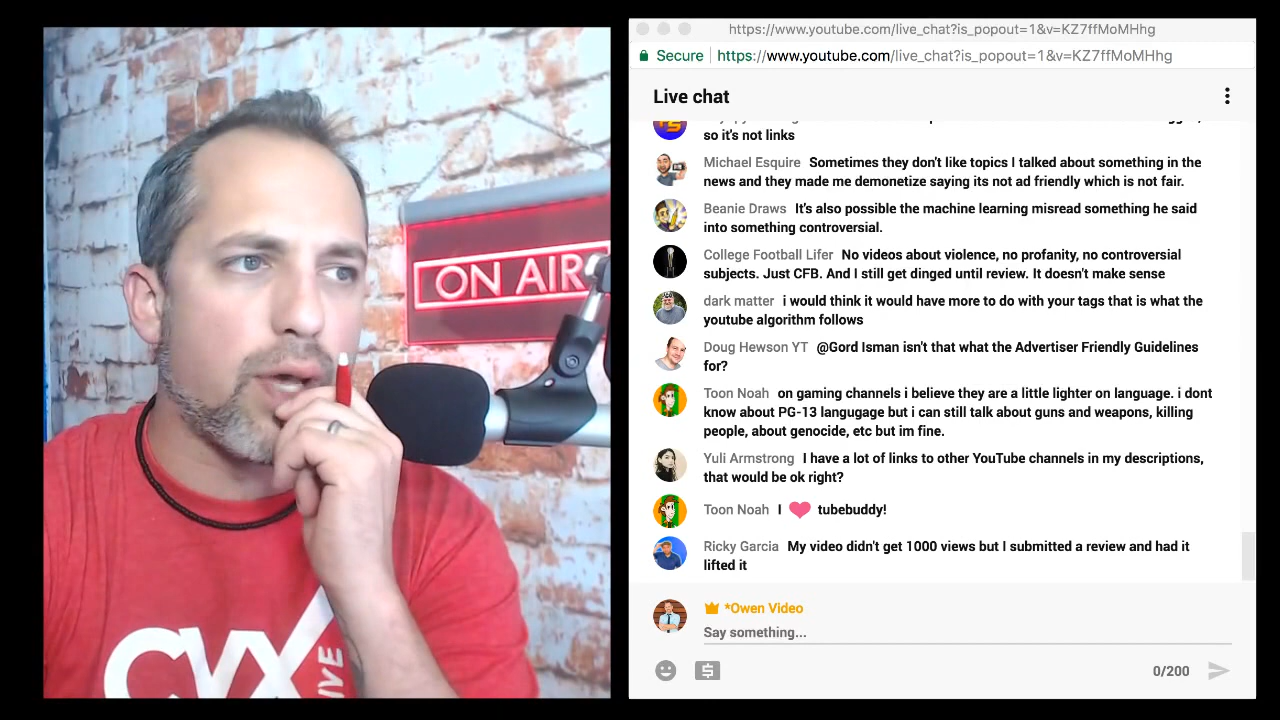 https://www.youtube.com/live_chat?is_popout=1&v=KZ7ffMoMHhg
Secure https://www.youtube.com/live_chat?is_popout=1&v=KZ7ffMoMHhg
Live chat
so it's not links
Michael Esquire Sometimes they don't like topics I talked about something in the
news and they made me demonetize saying its not ad friendly which is not fair.
Beanie Draws It's also possible the machine learning misread something he said
into something controversial.
College Football Lifer No videos about violence, no profanity, no controversial
subjects. Just CFB. And I still get dinged until review. It doesn't make sense
dark matter i would think it would have more to do with your tags that is what the
youtube algorithm follows
Doug Hewson YT @Gord Isman isn't that what the Advertiser Friendly Guidelines
for?
Toon Noah on gaming channels i believe they are a little lighter on language. i dont
know about PG-13 langugage but i can still talk about guns and weapons, killing
people, about genocide, etc but im fine.
Yuli Armstrong I have a lot of links to other YouTube channels in my descriptions,
that would be ok right?
Toon Noah I ❤ tubebuddy!
Ricky Garcia My video didn't get 1000 views but I submitted a review and had it
lifted it
*Owen Video
Say something...
0/200
ON AIR
CVX
LIVE